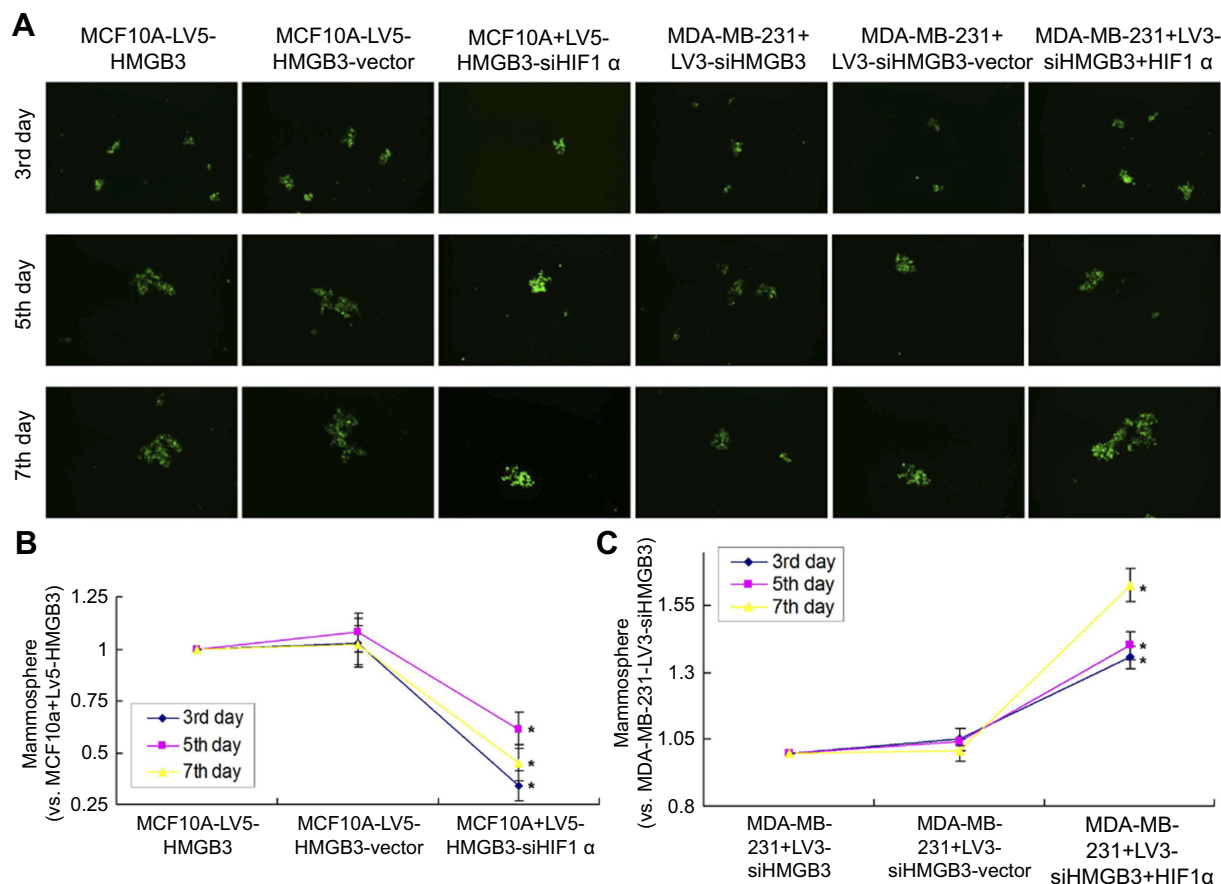 A
MCF10A-LV5-
HMGB3
MCF10A-LV5-
HMGB3-vector
MCF10A+LV5-
HMGB3-siHIF1 α
MDA-MB-231+
LV3-siHMGB3
MDA-MB-231+
LV3-siHMGB3-vector
MDA-MB-231+LV3-
siHMGB3+HIF1 α
3rd day
5th day
7th day
B
Mammosphere
(vs. MCF10a+Lv5-HMGB3)
1.25
1
0.75
0.5
0.25
3rd day
5th day
7th day
*
*
*
MCF10A-LV5-
HMGB3
MCF10A-LV5-
HMGB3-vector
MCF10A+LV5-
HMGB3-siHIF1 α
C
Mammosphere
(vs. MDA-MB-231-LV3-siHMGB3)
1.55
1.3
1.05
0.8
3rd day
5th day
7th day
*
*
*
MDA-MB-
231+LV3-
siHMGB3
MDA-MB-
231+LV3-
siHMGB3-vector
MDA-MB-
231+LV3-
siHMGB3+HIF1α